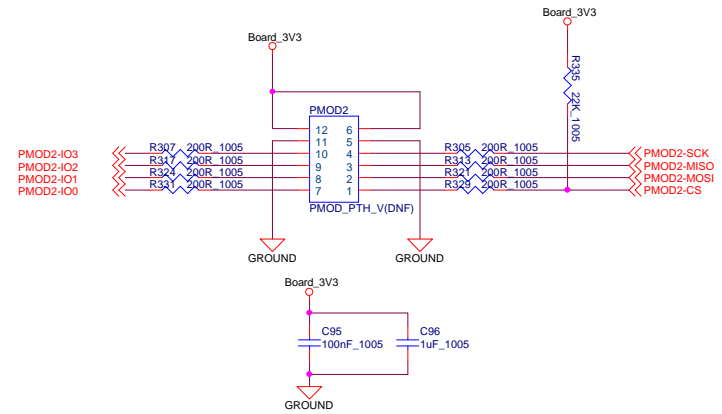 Board_3V3
Board_3V3
R335 22K_1005
PMOD2
12 6
11 5
PMOD2-IO3 R307 200R_1005 10 4 R305 200R_1005 PMOD2-SCK
PMOD2-IO2 R317 200R_1005 9 3 R313 200R_1005 PMOD2-MISO
PMOD2-IO1 R324 200R_1005 8 2 R321 200R_1005 PMOD2-MOSI
PMOD2-IO0 R331 200R_1005 7 1 R329 200R_1005 PMOD2-CS
PMOD_PTH_V(DNF)
GROUND GROUND
Board_3V3
C95 C96
100nF_1005 1uF_1005
GROUND